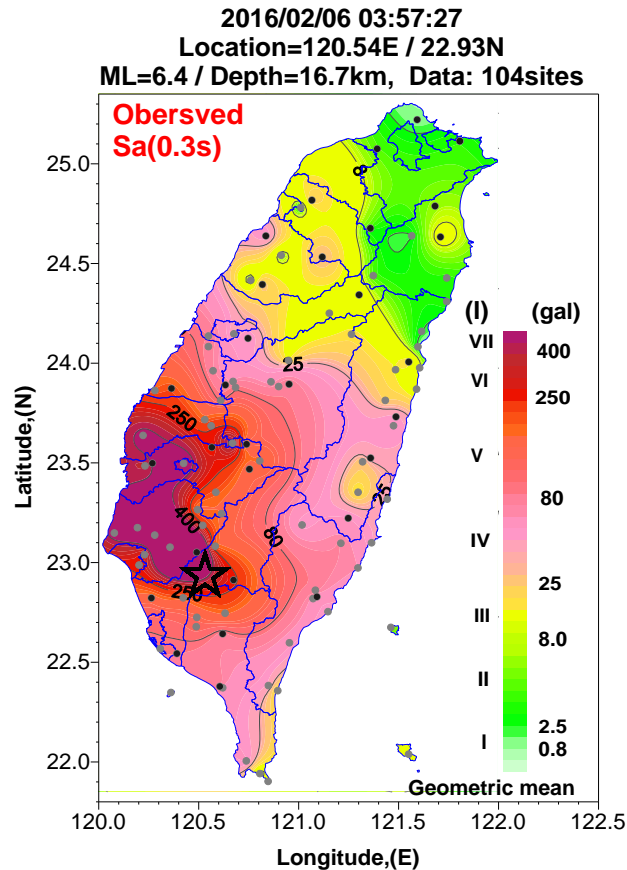 2016/02/06 03:57:27
Location=120.54E / 22.93N
ML=6.4 / Depth=16.7km, Data: 104sites
Obersved
Sa(0.3s)
25.0
24.5
24.0
23.5
23.0
22.5
22.0
Latitude,(N)
8
25
250
25
400
80
250
(I) (gal)
VII 400
VI 250
V
80
IV
25
III
8.0
II
2.5
I
0.8
Geometric mean
120.0 120.5 121.0 121.5 122.0 122.5
Longitude,(E)